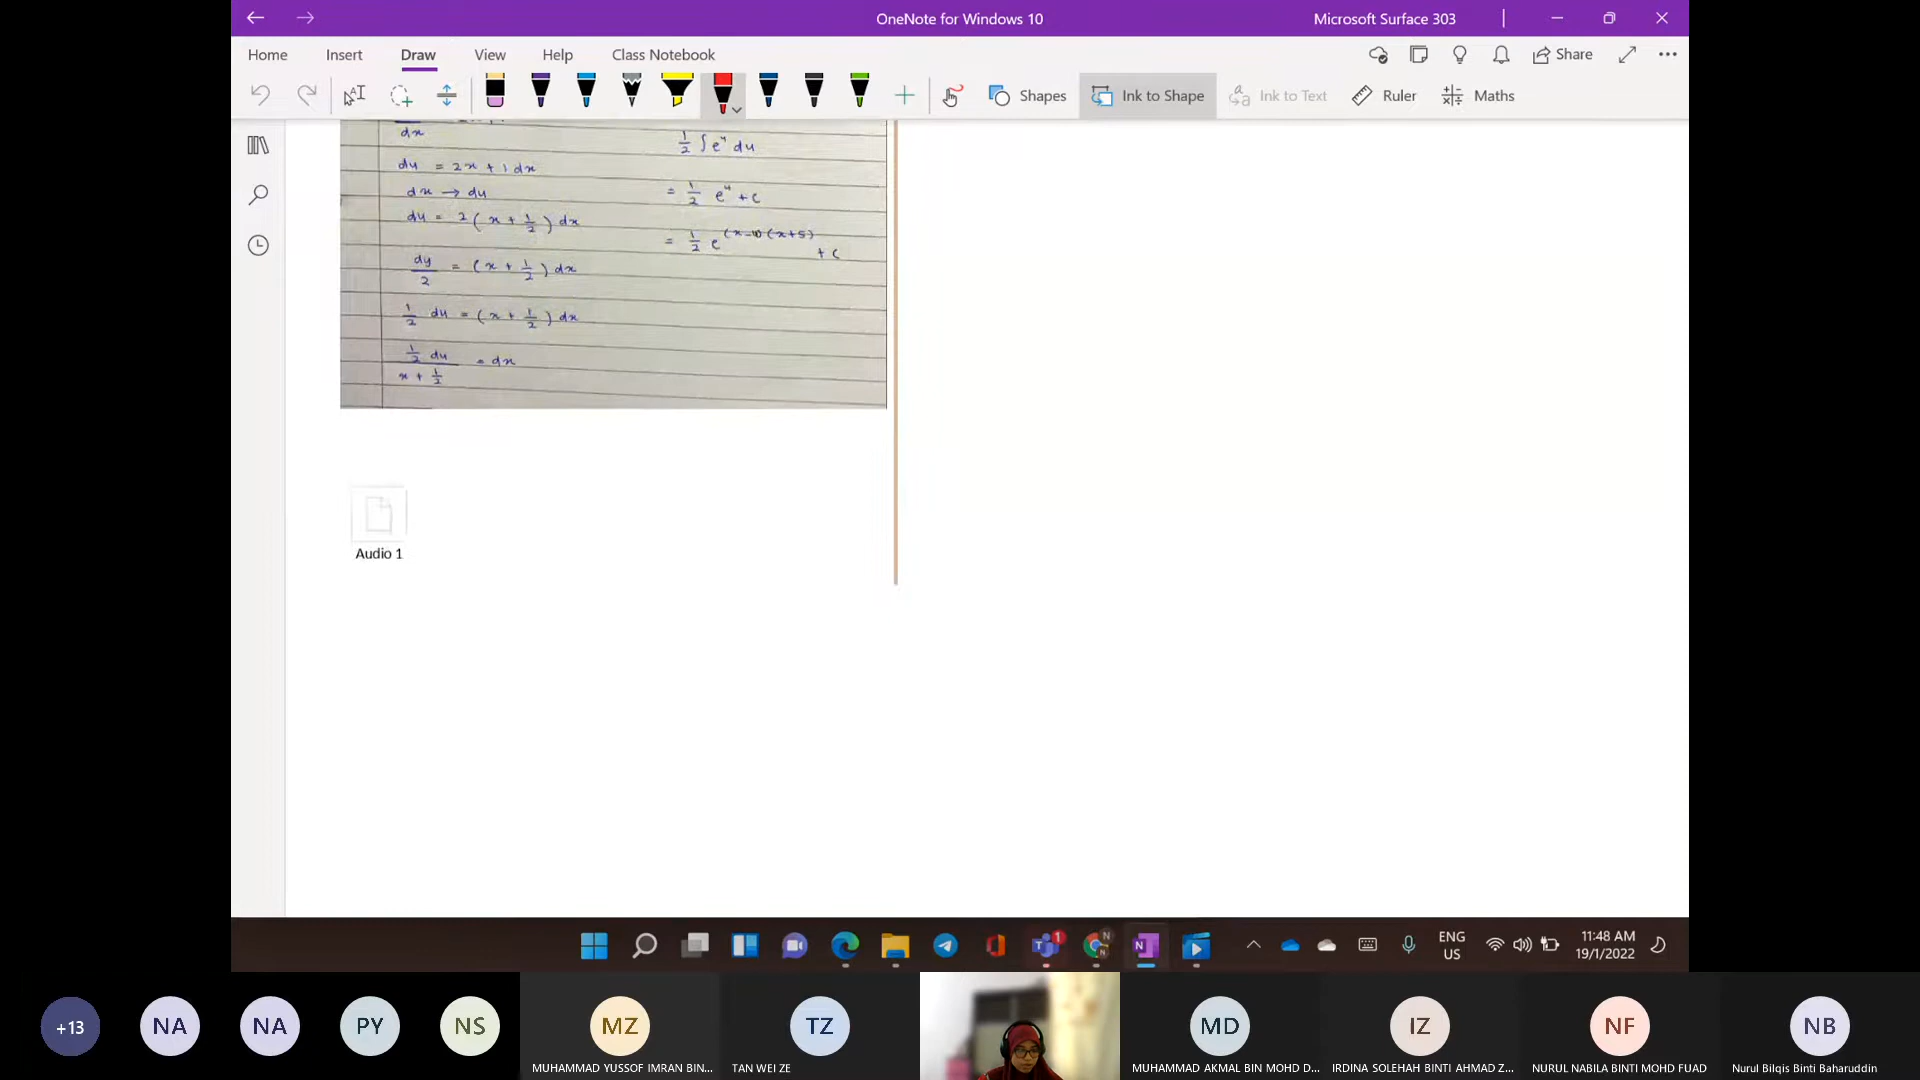 OneNote for Windows 10
Microsoft Surface 303
Home Insert Draw View Help Class Notebook
Share
Shapes Ink to Shape Ink to Text Ruler Maths
dx
du = 2x + 1 dx
dx → du
du = 2 ( x + 1/2 ) dx
dy/2 = ( x + 1/2 ) dx
1/2 du = ( x + 1/2 ) dx
1/2 du / x + 1/2 = dx
1/2 ∫ e^u du
= 1/2 e^u + c
+ c
Audio 1
ENG
US
11:48 AM
19/1/2022
1
N
N
N
+13
NA
NA
PY
NS
MZ
MUHAMMAD YUSSOF IMRAN BIN...
TZ
TAN WEI ZE
MD
MUHAMMAD AKMAL BIN MOHD D...
IZ
IRDINA SOLEHAH BINTI AHMAD Z...
NF
NURUL NABILA BINTI MOHD FUAD
NB
Nurul Bilqis Binti Baharuddin